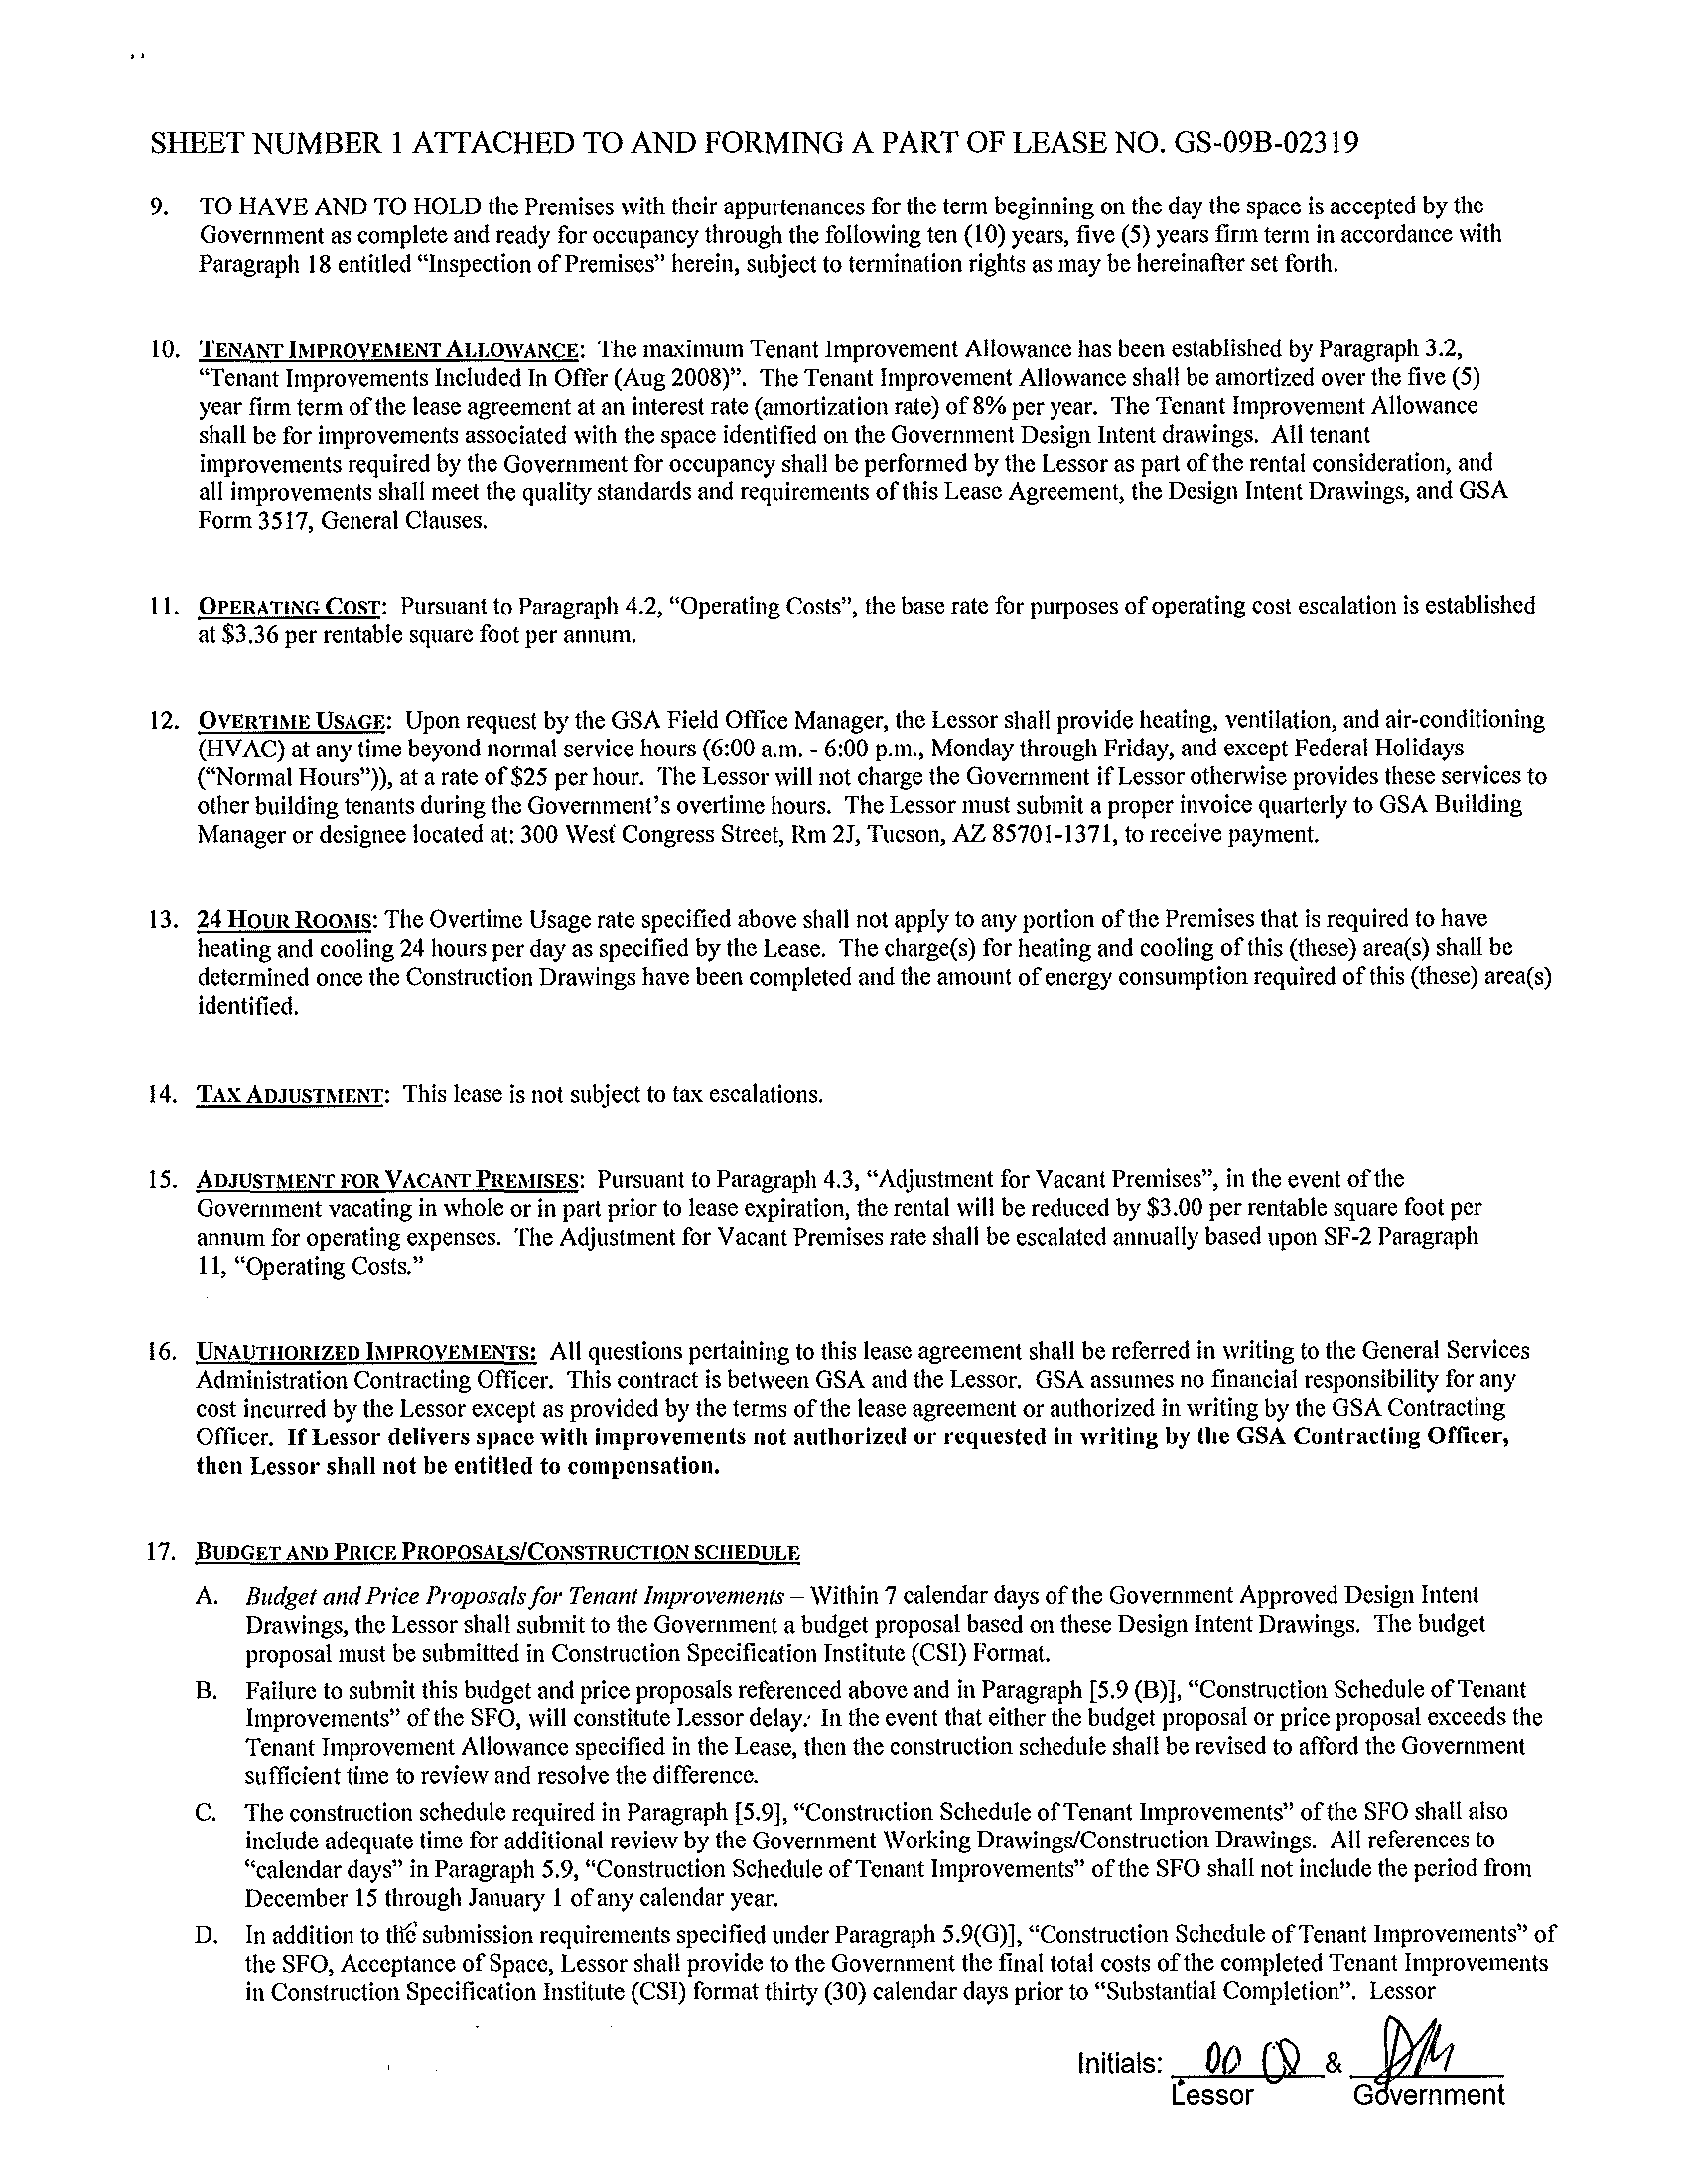 SHEET NUMBER 1 ATTACHED TO AND FORMING A PART OF LEASE NO. GS-09B-02319
9. TO HAVE AND TO HOLD the Premises with their appurtenances for the term beginning on the day the space is accepted by the
Government as complete and ready for occupancy through the following ten (10) years, five (5) years firm term in accordance with
Paragraph 18 entitled “Inspection of Premises” herein, subject to termination rights as may be hereinafter set forth.
10. TENANT IMPROVEMENT ALLOWANCE: The maximum Tenant Improvement Allowance has been established by Paragraph 3.2,
“Tenant Improvements Included In Offer (Aug 2008)”. The Tenant Improvement Allowance shall be amortized over the five (5)
year firm term of the lease agreement at an interest rate (amortization rate) of 8% per year. The Tenant Improvement Allowance
shall be for improvements associated with the space identified on the Government Design Intent drawings. All tenant
improvements required by the Government for occupancy shall be performed by the Lessor as part of the rental consideration, and
all improvements shall meet the quality standards and requirements of this Lease Agreement, the Design Intent Drawings, and GSA
Form 3517, General Clauses.
11. OPERATING COST: Pursuant to Paragraph 4.2, “Operating Costs”, the base rate for purposes of operating cost escalation is established
at $3.36 per rentable square foot per annum.
12. OVERTIME USAGE: Upon request by the GSA Field Office Manager, the Lessor shall provide heating, ventilation, and air-conditioning
(HVAC) at any time beyond normal service hours (6:00 a.m. - 6:00 p.m., Monday through Friday, and except Federal Holidays
(“Normal Hours”)), at a rate of $25 per hour. The Lessor will not charge the Government if Lessor otherwise provides these services to
other building tenants during the Government’s overtime hours. The Lessor must submit a proper invoice quarterly to GSA Building
Manager or designee located at: 300 West Congress Street, Rm 2J, Tucson, AZ 85701-1371, to receive payment.
13. 24 HOUR ROOMS: The Overtime Usage rate specified above shall not apply to any portion of the Premises that is required to have
heating and cooling 24 hours per day as specified by the Lease. The charge(s) for heating and cooling of this (these) area(s) shall be
determined once the Construction Drawings have been completed and the amount of energy consumption required of this (these) area(s)
identified.
14. TAX ADJUSTMENT: This lease is not subject to tax escalations.
15. ADJUSTMENT FOR VACANT PREMISES: Pursuant to Paragraph 4.3, “Adjustment for Vacant Premises”, in the event of the
Government vacating in whole or in part prior to lease expiration, the rental will be reduced by $3.00 per rentable square foot per
annum for operating expenses. The Adjustment for Vacant Premises rate shall be escalated annually based upon SF-2 Paragraph
11, “Operating Costs.”
16. UNAUTHORIZED IMPROVEMENTS: All questions pertaining to this lease agreement shall be referred in writing to the General Services
Administration Contracting Officer. This contract is between GSA and the Lessor. GSA assumes no financial responsibility for any
cost incurred by the Lessor except as provided by the terms of the lease agreement or authorized in writing by the GSA Contracting
Officer. If Lessor delivers space with improvements not authorized or requested in writing by the GSA Contracting Officer,
then Lessor shall not be entitled to compensation.
17. BUDGET AND PRICE PROPOSALS/CONSTRUCTION SCHEDULE
A. Budget and Price Proposals for Tenant Improvements – Within 7 calendar days of the Government Approved Design Intent
Drawings, the Lessor shall submit to the Government a budget proposal based on these Design Intent Drawings. The budget
proposal must be submitted in Construction Specification Institute (CSI) Format.
B. Failure to submit this budget and price proposals referenced above and in Paragraph [5.9 (B)], “Construction Schedule of Tenant
Improvements” of the SFO, will constitute Lessor delay. In the event that either the budget proposal or price proposal exceeds the
Tenant Improvement Allowance specified in the Lease, then the construction schedule shall be revised to afford the Government
sufficient time to review and resolve the difference.
C. The construction schedule required in Paragraph [5.9], “Construction Schedule of Tenant Improvements” of the SFO shall also
include adequate time for additional review by the Government Working Drawings/Construction Drawings. All references to
“calendar days” in Paragraph 5.9, “Construction Schedule of Tenant Improvements” of the SFO shall not include the period from
December 15 through January 1 of any calendar year.
D. In addition to the submission requirements specified under Paragraph 5.9(G)], “Construction Schedule of Tenant Improvements” of
the SFO, Acceptance of Space, Lessor shall provide to the Government the final total costs of the completed Tenant Improvements
in Construction Specification Institute (CSI) format thirty (30) calendar days prior to “Substantial Completion”. Lessor
Initials: &
Lessor Government